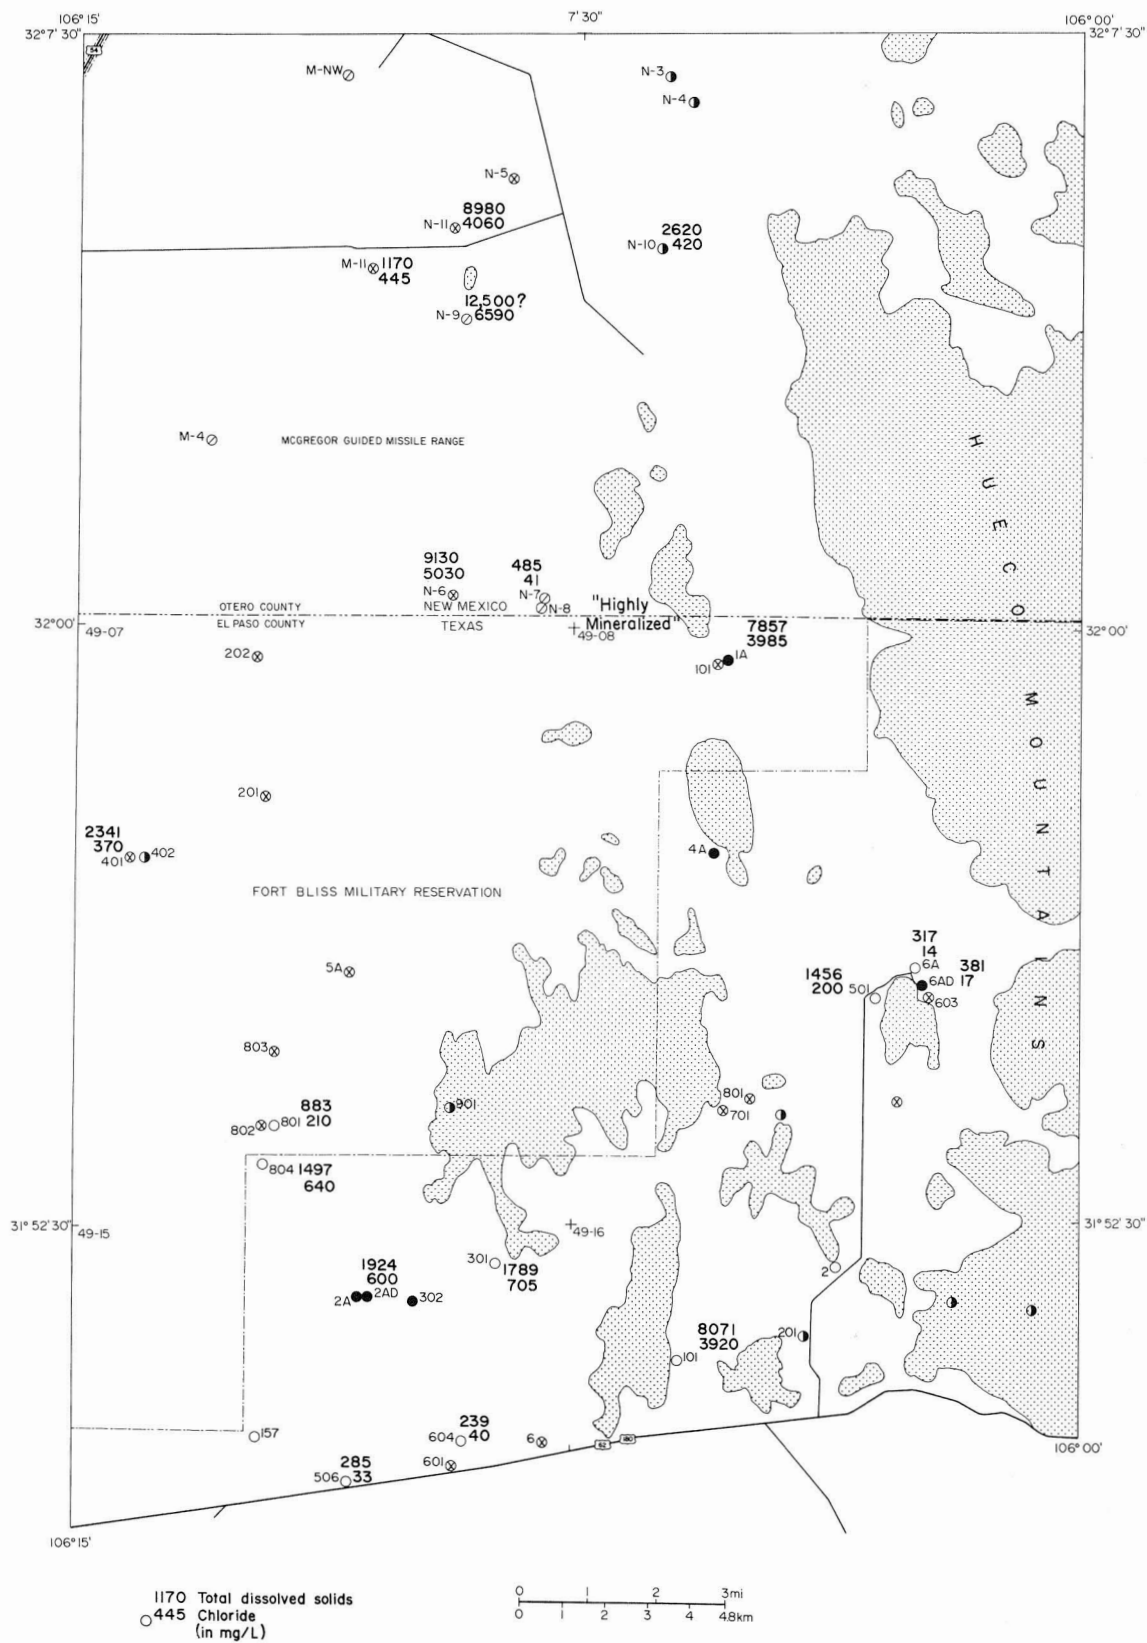 106° 15'
7' 30"
106° 00'
32° 7' 30"
32° 7' 30"
54
M-NW
N-3
N-4
N-5
8980
N-11 4060
2620
N-10 420
M-11 1170
445
12,500?
N-9 6590
M-4
MCGREGOR GUIDED MISSILE RANGE
HUECO MOUNTAINS
9130
5030
N-6
485
41
N-7
N-8
"Highly
Mineralized"
OTERO COUNTY
NEW MEXICO
EL PASO COUNTY
TEXAS
32° 00'
32° 00'
49-07
49-08
7857
3985
1A
101
202
201
2341
370
401
402
4A
FORT BLISS MILITARY RESERVATION
5A
317
14
6A
381
6AD 17
603
1456
200 501
803
901
801
701
883
802
801 210
804 1497
640
31° 52' 30"
31° 52' 30"
49-15
49-16
301
1789
705
2
1924
600
2A
2AD
302
8071
3920
101
201
157
239
604 40
6
62
180
601
285
506 33
106° 00'
106° 15'
1170 Total dissolved solids
445 Chloride
(in mg/L)
0 1 2 3mi
0 1 2 3 4 4.8km